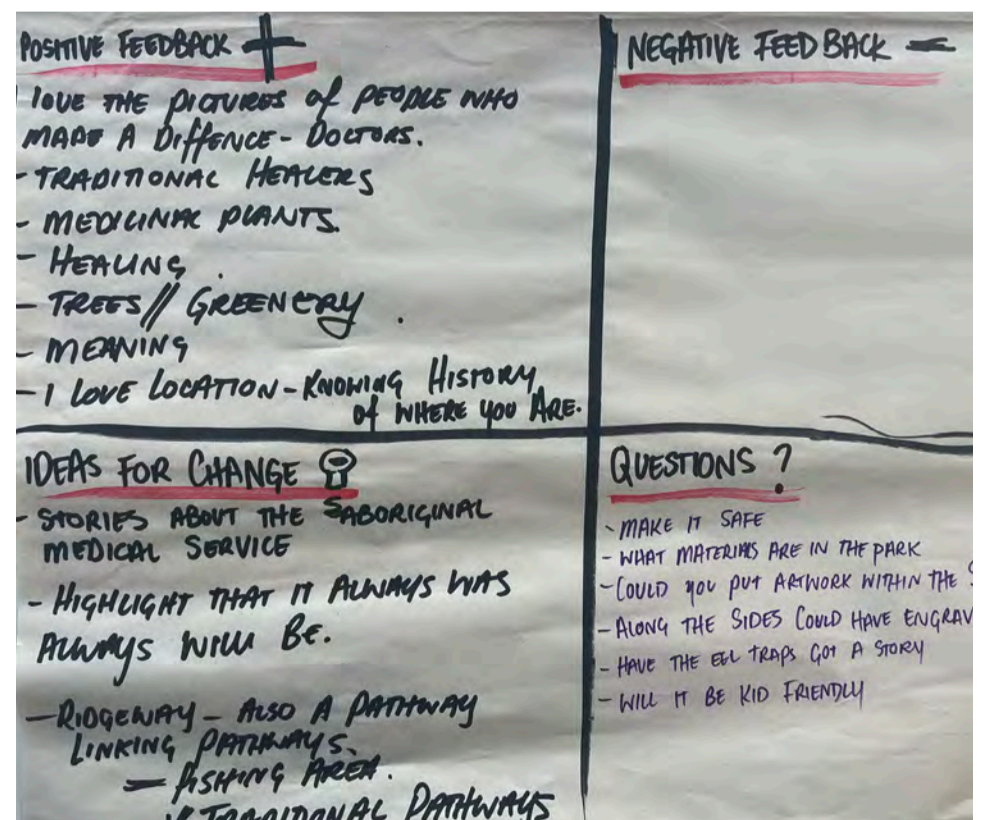 POSITIVE FEEDBACK +
I LOVE THE PICTURES of PEOPLE WHO
MADE A DIFFENCE - DOCTORS.
- TRADITIONAL HEALERS
- MEDICINAL PLANTS.
- HEALING.
- TREES // GREENERY.
- MEANING
- I LOVE LOCATION - KNOWING HISTORY
of WHERE YOU ARE.
NEGATIVE FEEDBACK -
IDEAS FOR CHANGE
- STORIES ABOUT THE ABORIGINAL
MEDICAL SERVICE
- HIGHLIGHT THAT IT ALWAYS WAS
ALWAYS WILL BE.
- RIDGEWAY - ALSO A PATHWAY
LINKING PATHWAYS.
- FISHING AREA.
TRADITIONAL PATHWAYS
QUESTIONS ?
- MAKE IT SAFE
- WHAT MATERIALS ARE IN THE PARK
- COULD YOU PUT ARTWORK WITHIN THE
- ALONG THE SIDES COULD HAVE ENGRAV
- HAVE THE EEL TRAPS GOT A STORY
- WILL IT BE KID FRIENDLY